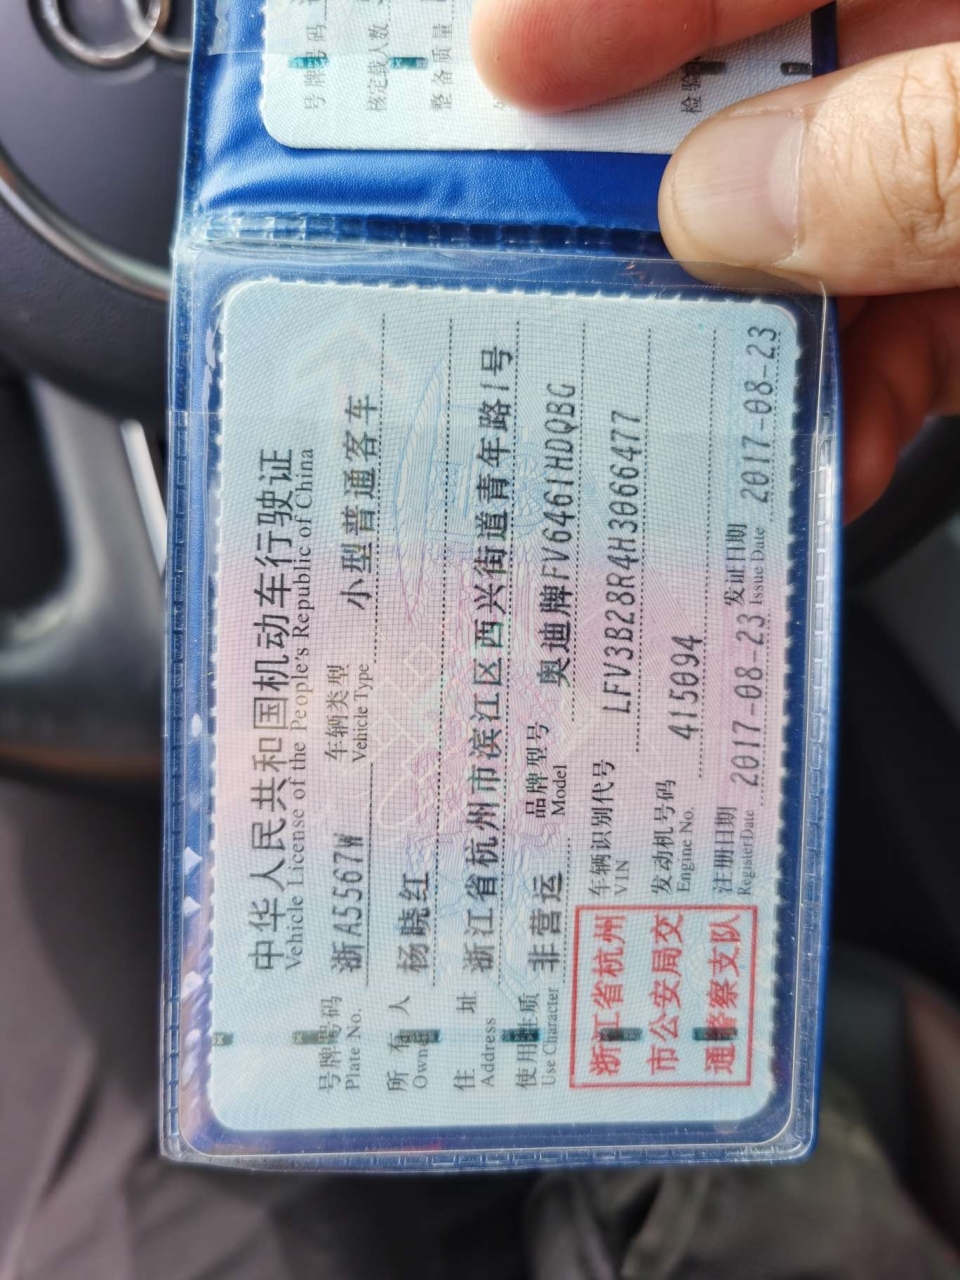 号牌号码
核定载人数
整备质量
检验
中华人民共和国机动车行驶证
Vehicle License of the People's Republic of China
号牌号码 浙A5567W 车辆类型 小型普通客车
Plate No. Vehicle Type
所有人 杨晓红
Owner
住址 浙江省杭州市滨江区西兴街道青年路1号
Address
使用性质 非营运 品牌型号 奥迪牌FV6461HDQBG
Use Character Model
浙江省杭州
市公安局交
通警察支队
车辆识别代号 LFV3B28R4H3066477
VIN
发动机号码 415094
Engine No.
注册日期 2017-08-23 发证日期 2017-08-23
Register Date Issue Date